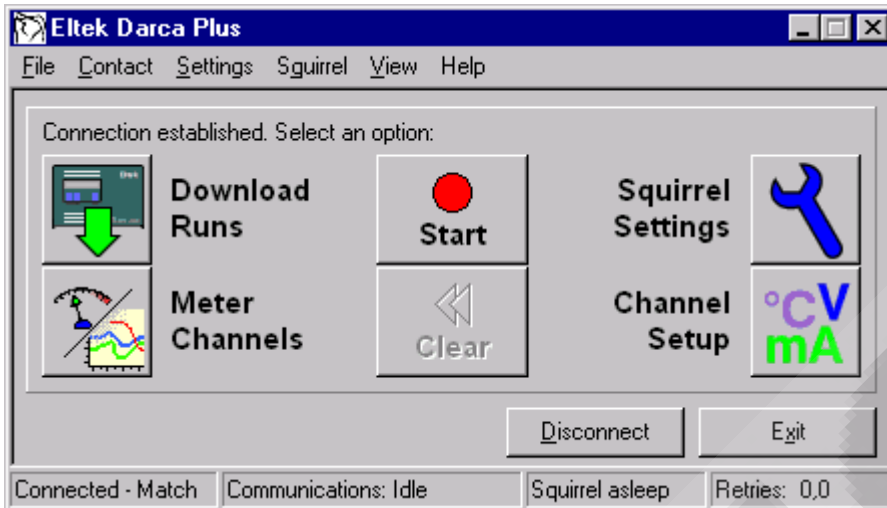 Eltek Darca Plus
File Contact Settings Squirrel View Help
Connection established. Select an option:
Download
Runs
Start
Squirrel
Settings
Meter
Channels
Clear
Channel
Setup
°CV
mA
Disconnect Exit
Connected - Match Communications: Idle Squirrel asleep Retries: 0,0